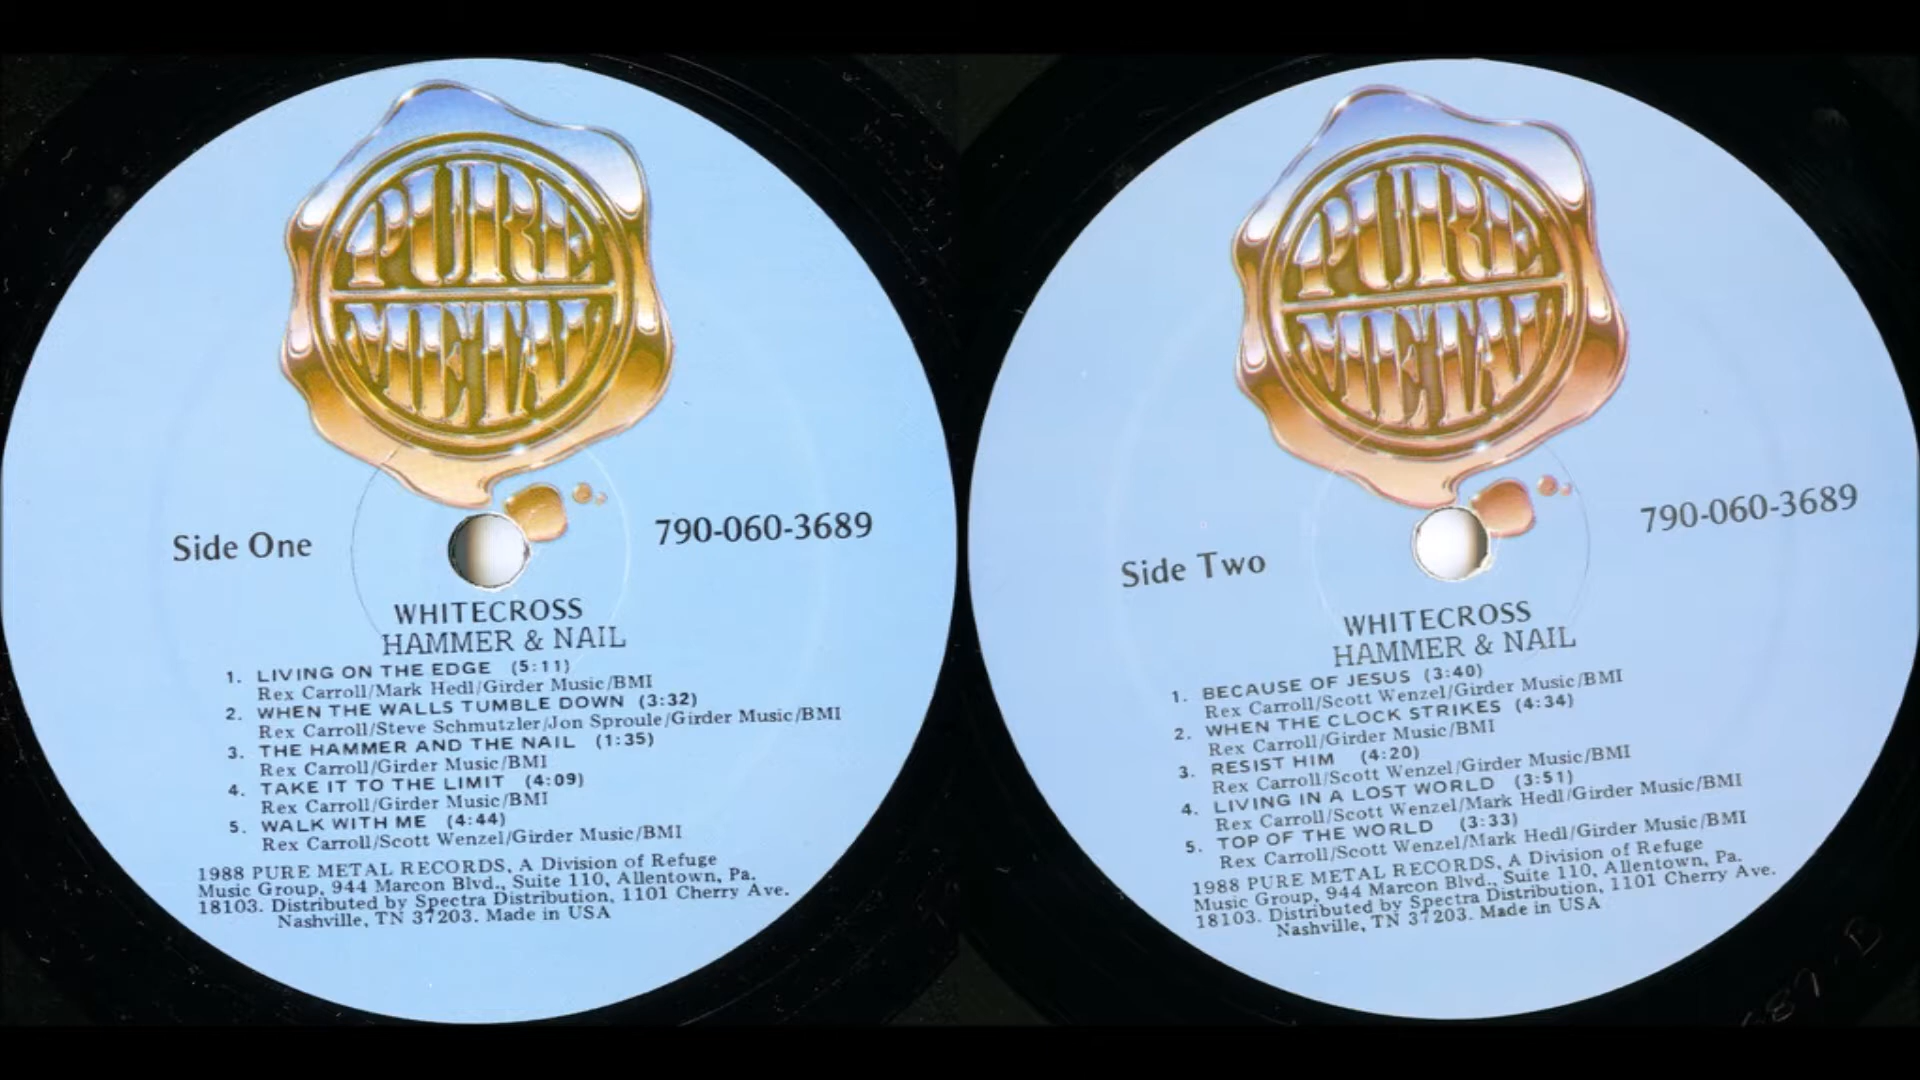 PURE
METAL
Side One
790-060-3689
WHITECROSS
HAMMER & NAIL
1. LIVING ON THE EDGE (5:11)
Rex Carroll/Mark Hedl/Girder Music/BMI
2. WHEN THE WALLS TUMBLE DOWN (3:32)
Rex Carroll/Steve Schmutzler/Jon Sproule/Girder Music/BMI
3. THE HAMMER AND THE NAIL (1:35)
Rex Carroll/Girder Music/BMI
4. TAKE IT TO THE LIMIT (4:09)
Rex Carroll/Girder Music/BMI
5. WALK WITH ME (4:44)
Rex Carroll/Scott Wenzel/Girder Music/BMI
1988 PURE METAL RECORDS, A Division of Refuge
Music Group, 944 Marcon Blvd., Suite 110, Allentown, Pa.
18103. Distributed by Spectra Distribution, 1101 Cherry Ave.
Nashville, TN 37203. Made in USA
PURE
METAL
Side Two
790-060-3689
WHITECROSS
HAMMER & NAIL
1. BECAUSE OF JESUS (3:40)
Rex Carroll/Scott Wenzel/Girder Music/BMI
2. WHEN THE CLOCK STRIKES (4:34)
Rex Carroll/Girder Music/BMI
3. RESIST HIM (4:20)
Rex Carroll/Scott Wenzel/Girder Music/BMI
4. LIVING IN A LOST WORLD (3:51)
Rex Carroll/Scott Wenzel/Mark Hedl/Girder Music/BMI
5. TOP OF THE WORLD (3:33)
Rex Carroll/Scott Wenzel/Mark Hedl/Girder Music/BMI
1988 PURE METAL RECORDS, A Division of Refuge
Music Group, 944 Marcon Blvd., Suite 110, Allentown, Pa.
18103. Distributed by Spectra Distribution, 1101 Cherry Ave.
Nashville, TN 37203. Made in USA